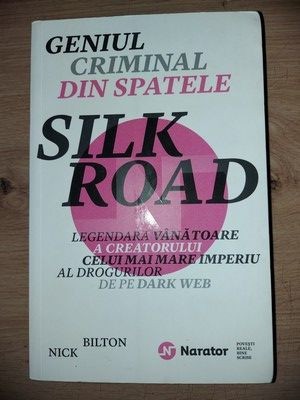 GENIUL
CRIMINAL
DIN SPATELE
SILK
ROAD
LEGENDARA VÂNĂTOARE
A CREATORULUI
CELUI MAI MARE IMPERIU
AL DROGURILOR
DE PE DARK WEB
BILTON
NICK
N Narator
POVEȘTI
REALE,
BINE
SCRISE